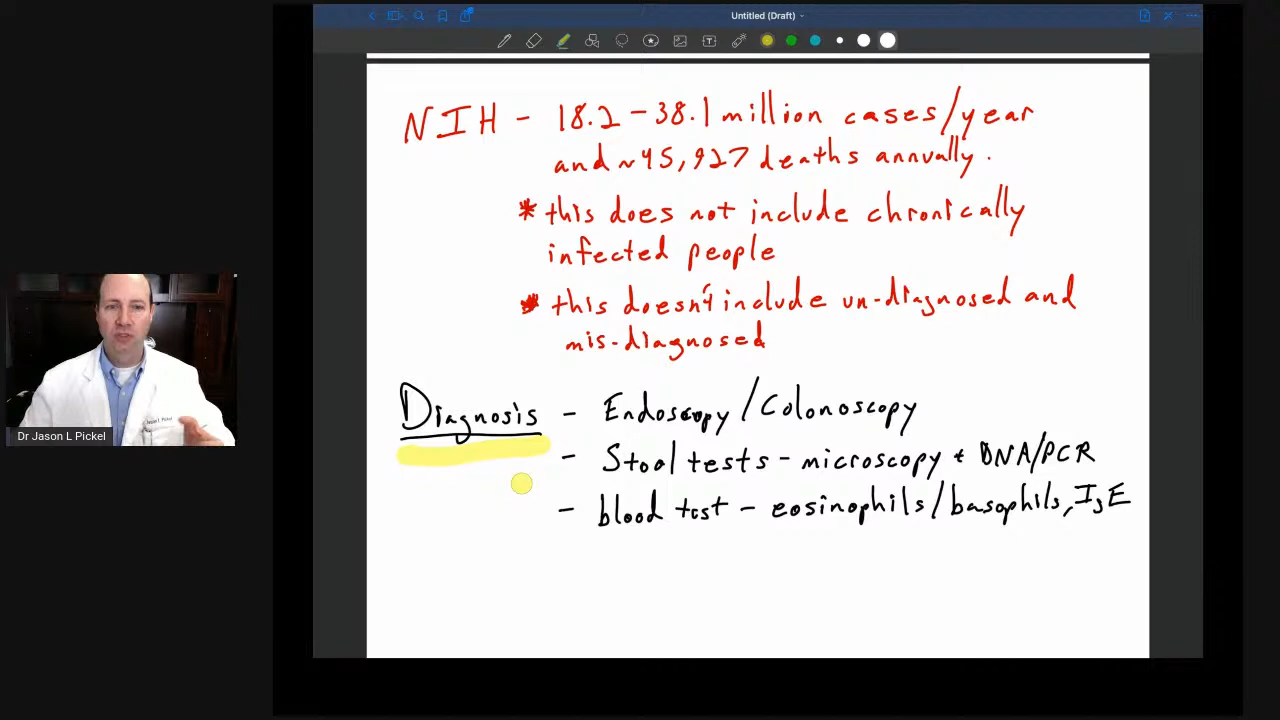 Untitled (Draft)
NIH - 18.2 - 38.1 million cases/year
and ~45,927 deaths annually.
* this does not include chronically
infected people
* this doesn't include un-diagnosed and
mis-diagnosed
Diagnosis - Endoscopy/Colonoscopy
- Stool tests - microscopy + DNA/PCR
- blood test - eosinophils/basophils, IgE
Jason L Pickel
Dr Jason L Pickel